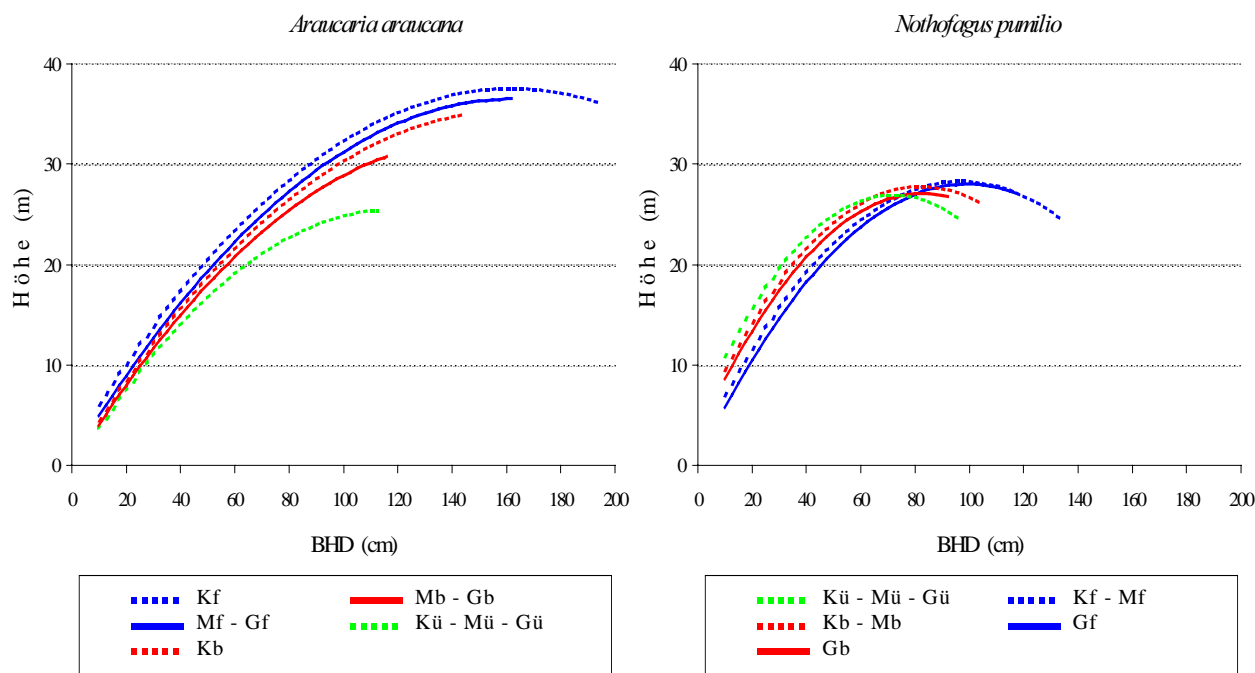 Araucaria araucana
Nothofagus pumilio
40
30
20
10
0
Höhe (m)
0 20 40 60 80 100 120 140 160 180 200
BHD (cm)
40
30
20
10
0
Höhe (m)
0 20 40 60 80 100 120 140 160 180 200
BHD (cm)
Kf
Mb - Gb
Mf - Gf
Kü - Mü - Gü
Kb
Kü - Mü - Gü
Kf - Mf
Kb - Mb
Gf
Gb